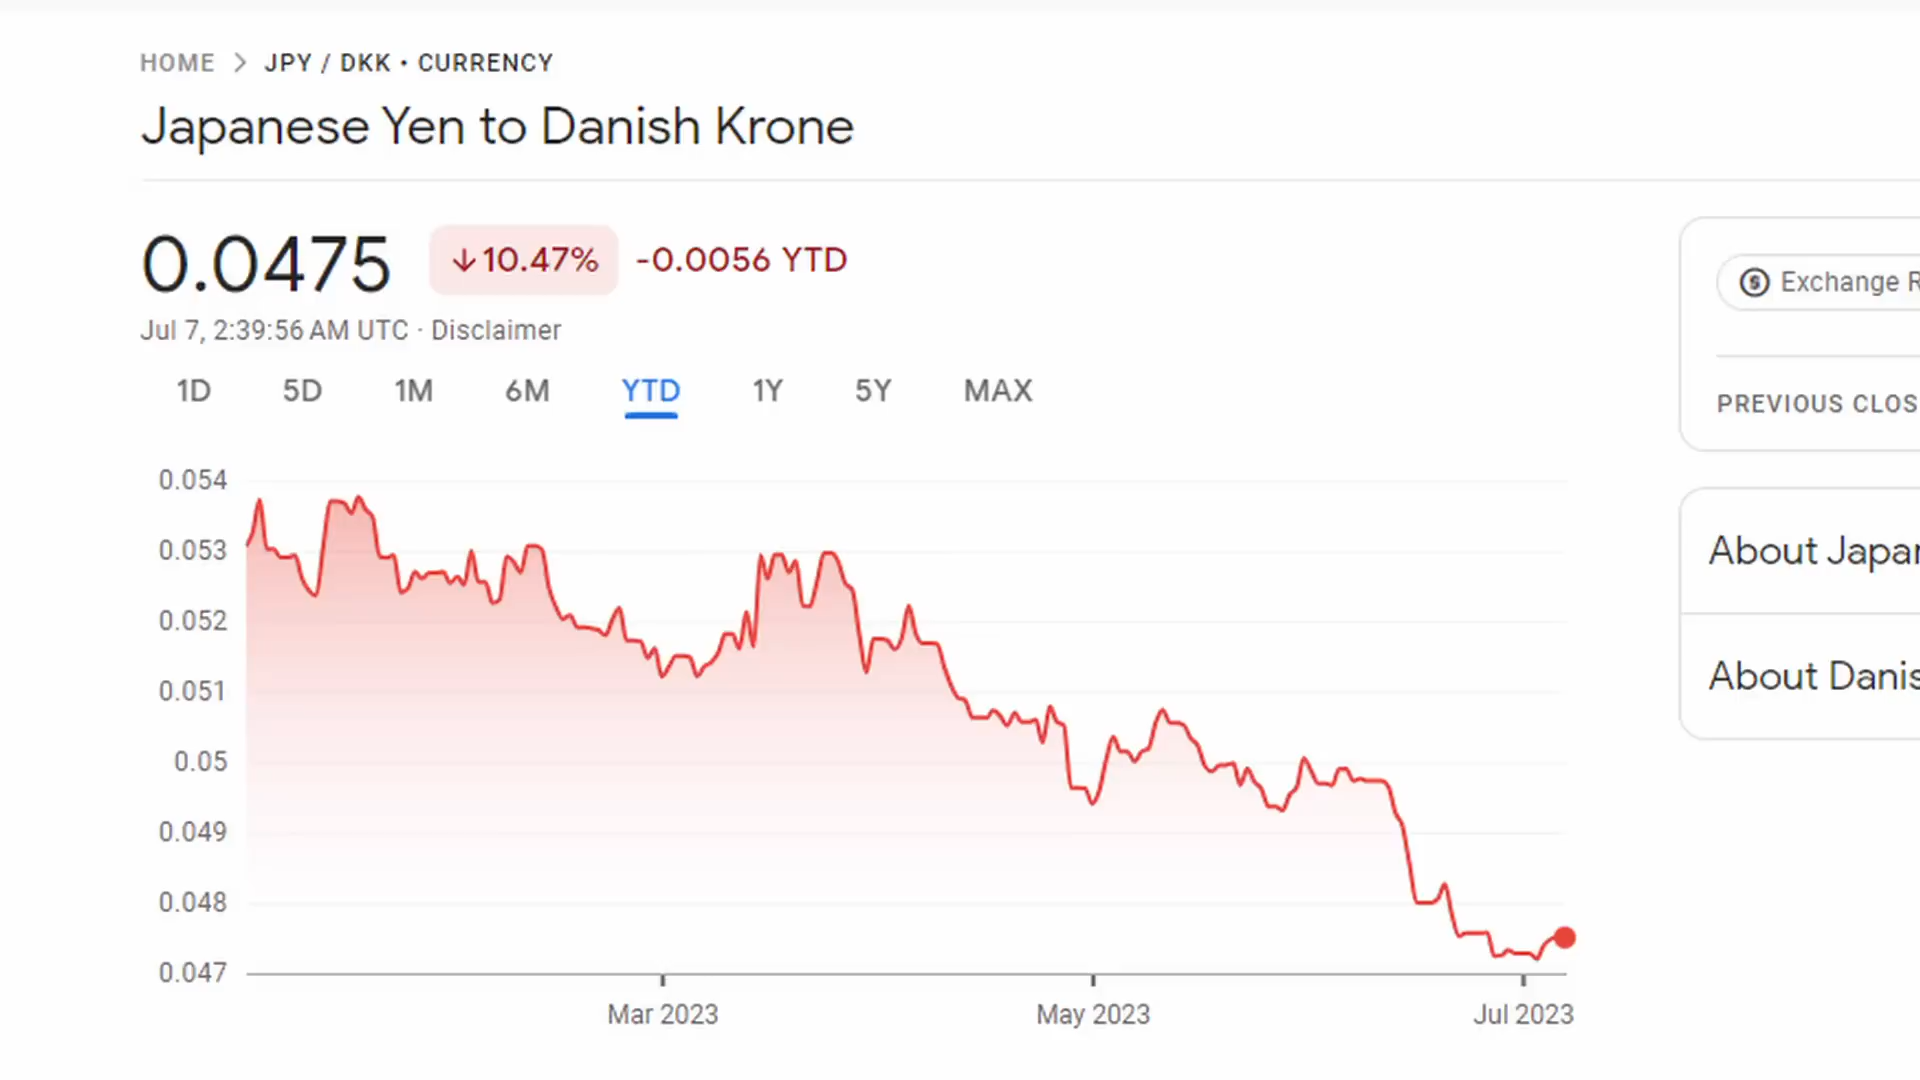 HOME > JPY / DKK • CURRENCY
Japanese Yen to Danish Krone
0.0475 ↓10.47% -0.0056 YTD
Jul 7, 2:39:56 AM UTC · Disclaimer
1D 5D 1M 6M YTD 1Y 5Y MAX
0.054
0.053
0.052
0.051
0.05
0.049
0.048
0.047
Mar 2023 May 2023 Jul 2023
Exchange R
PREVIOUS CLOS
About Japan
About Danis